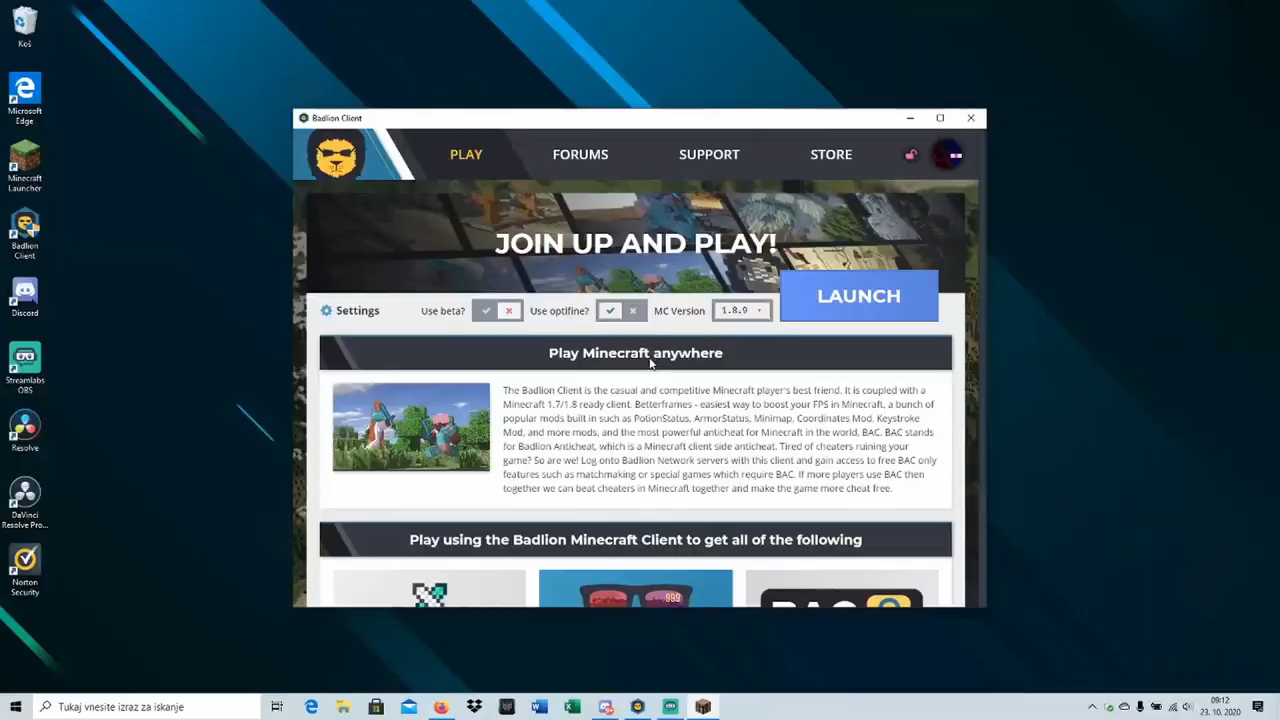 Koš
Microsoft
Edge
Minecraft
Launcher
Badlion
Client
Discord
Streamlabs
OBS
Resolve
DaVinci
Resolve Pro...
Norton
Security
Badlion Client
PLAY FORUMS SUPPORT STORE
JOIN UP AND PLAY!
LAUNCH
Settings Use beta? Use optifine? MC Version 1.8.9
Play Minecraft anywhere
The Badlion Client is the casual and competitive Minecraft player's best friend. It is coupled with a
Minecraft 1.7/1.8 ready client. Betterframes - easiest way to boost your FPS in Minecraft, a bunch of
popular mods built in such as PotionStatus, ArmorStatus, Minimap, Coordinates Mod, Keystroke
Mod, and more mods, and the most powerful anticheat for Minecraft in the world, BAC. BAC stands
for Badlion Anticheat, which is a Minecraft client side anticheat. Tired of cheaters ruining your
game? So are we! Log onto Badlion Network servers with this client and gain access to free BAC only
features such as matchmaking or special games which require BAC. If more players use BAC then
together we can beat cheaters in Minecraft together and make the game more cheat free.
Play using the Badlion Minecraft Client to get all of the following
999
BAC
Tukaj vnesite izraz za iskanje
09:12
23. 10. 2020